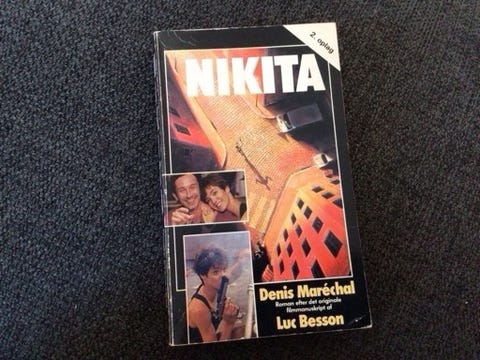 2. oplag
NIKITA
Denis Maréchal
Roman efter det originale
filmmanuskript af
Luc Besson